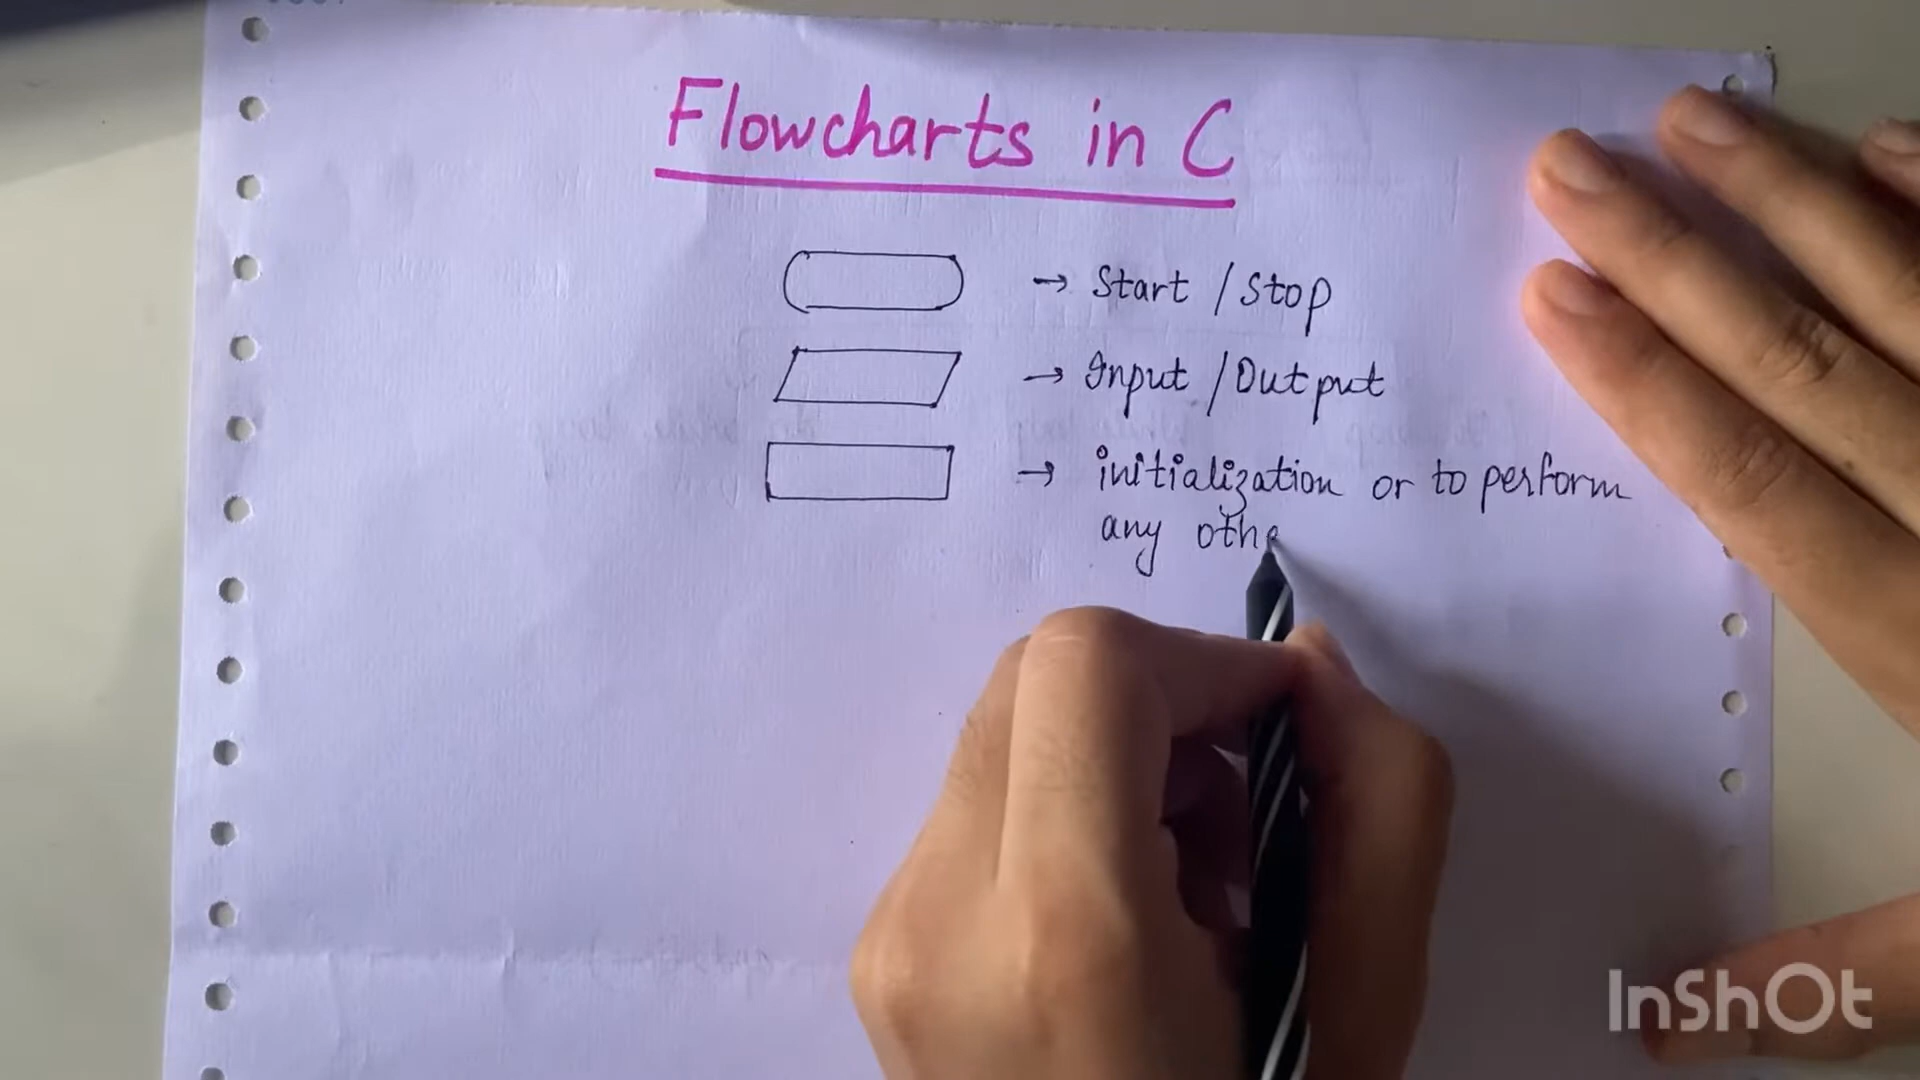 Flowcharts in C
→ Start / Stop
→ Input / Output
→ initialization or to perform
any othe
InShOt